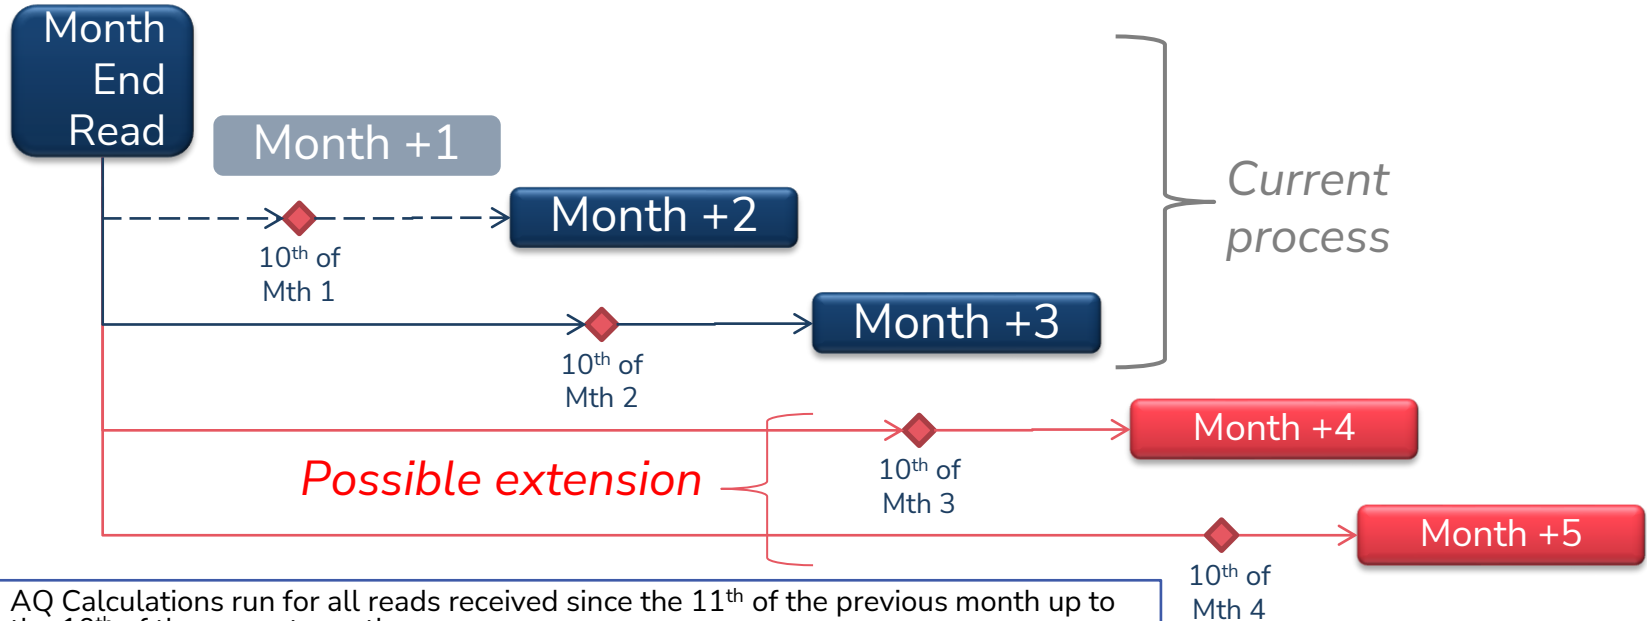 Month
End
Read
Month +1
Month +2
10th of
Mth 1
Current
process
Month +3
10th of
Mth 2
Month +4
Possible extension
10th of
Mth 3
Month +5
10th of
Mth 4
AQ Calculations run for all reads received since the 11th of the previous month up to